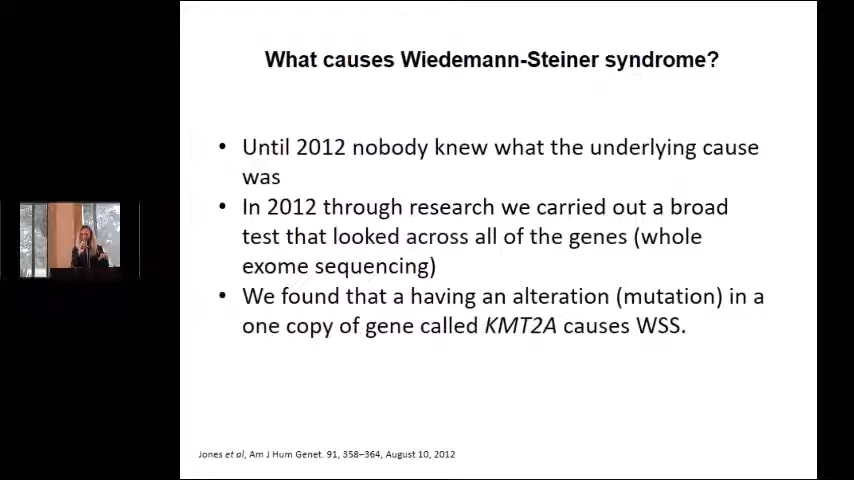 What causes Wiedemann-Steiner syndrome?
• Until 2012 nobody knew what the underlying cause
was
• In 2012 through research we carried out a broad
test that looked across all of the genes (whole
exome sequencing)
• We found that a having an alteration (mutation) in a
one copy of gene called KMT2A causes WSS.
Jones et al, Am J Hum Genet. 91, 358–364, August 10, 2012